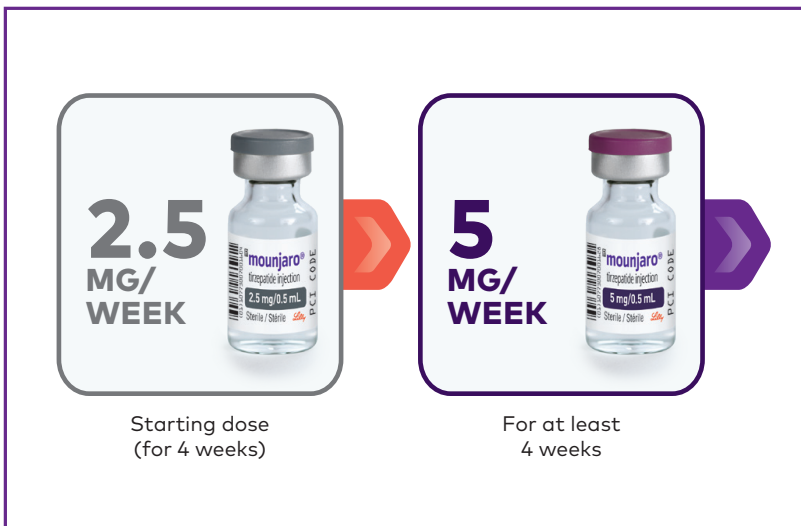 2.5
MG/
WEEK
mounjaro®
tirzepatide injection
2.5 mg/0.5 mL
Sterile / Stérile Lilly
PCI CODE
Starting dose
(for 4 weeks)
5
MG/
WEEK
mounjaro®
tirzepatide injection
5 mg/0.5 mL
Sterile / Stérile Lilly
PCI CODE
For at least
4 weeks